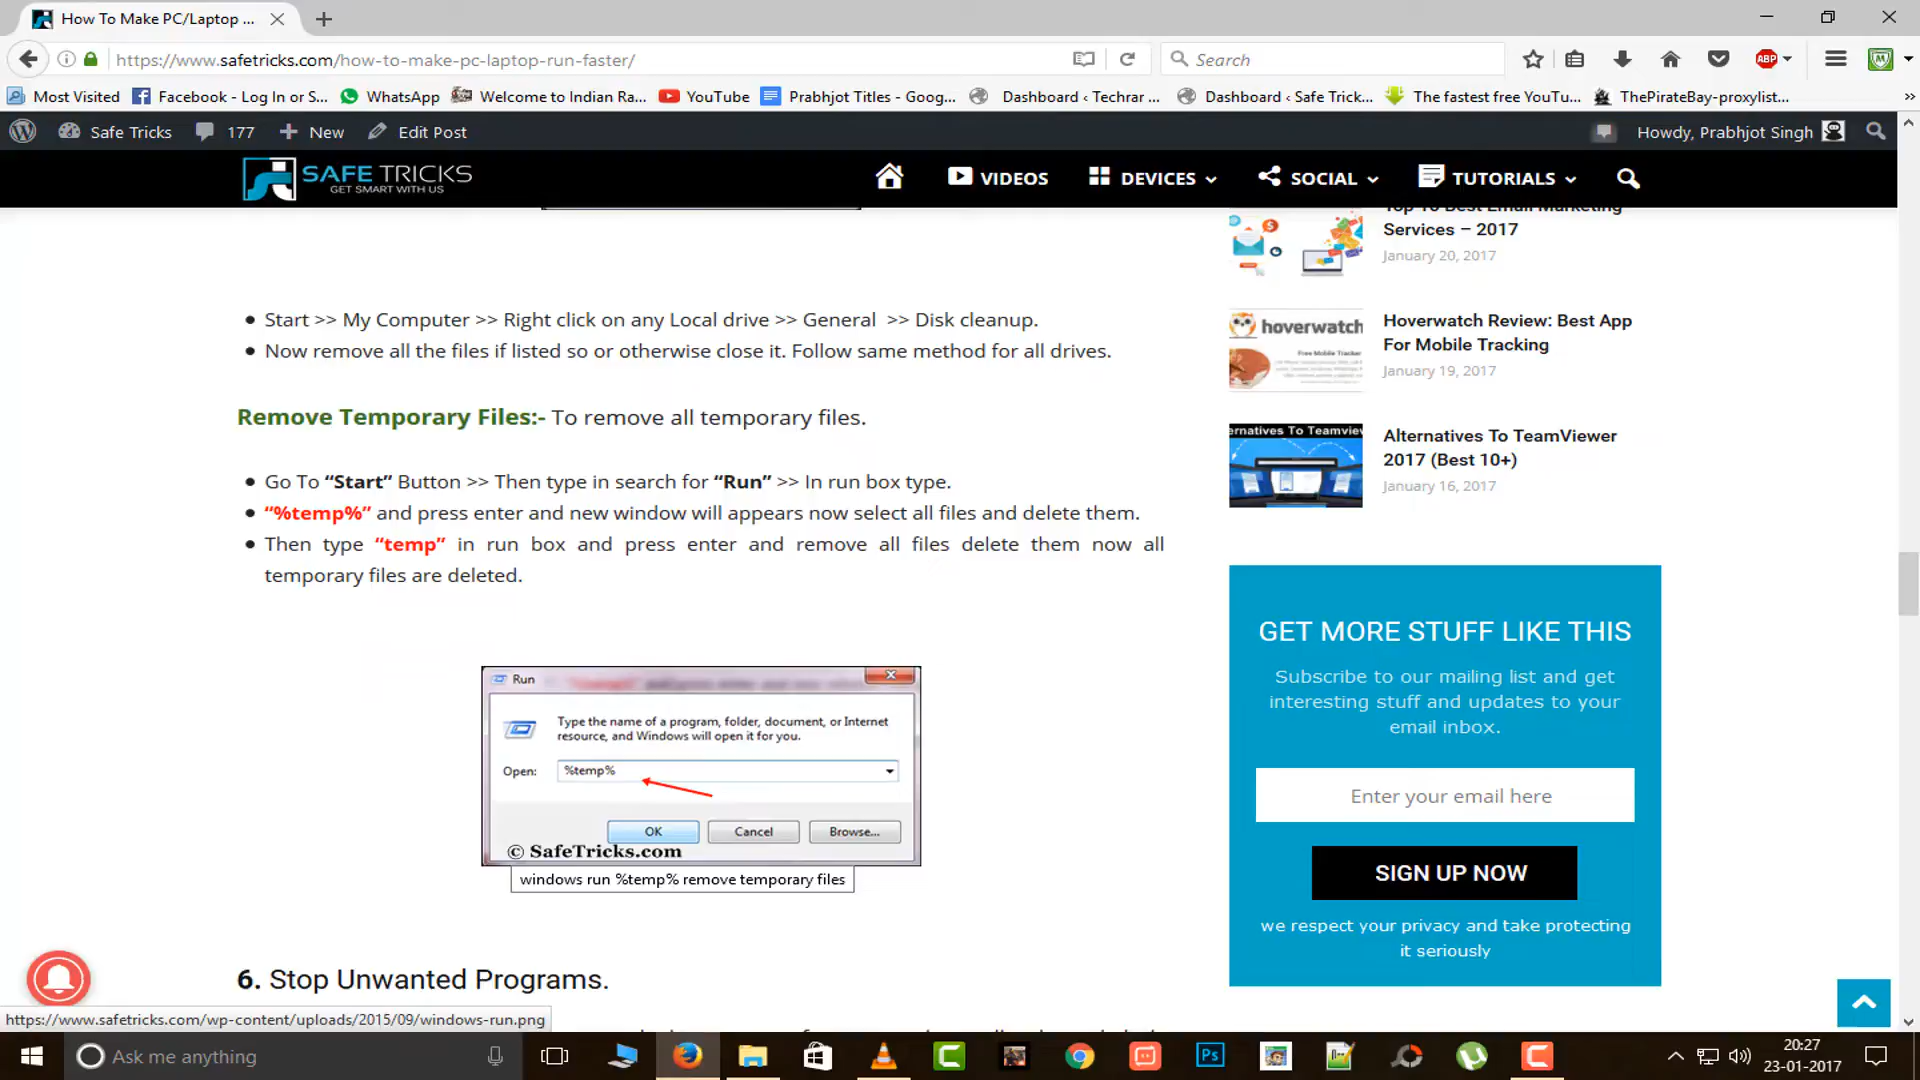 How To Make PC/Laptop ...
https://www.safetricks.com/how-to-make-pc-laptop-run-faster/
Search
ABP
Most Visited
Facebook - Log In or S...
WhatsApp
Welcome to Indian Ra...
YouTube
Prabhjot Titles - Goog...
Dashboard ‹ Techrar ...
Dashboard ‹ Safe Trick...
The fastest free YouTu...
ThePirateBay-proxylist...
Safe Tricks
177
New
Edit Post
Howdy, Prabhjot Singh
SAFE TRICKS
GET SMART WITH US
VIDEOS
DEVICES
SOCIAL
TUTORIALS
Top 10 Best Email Marketing
Services – 2017
January 20, 2017
Start >> My Computer >> Right click on any Local drive >> General >> Disk cleanup.
Now remove all the files if listed so or otherwise close it. Follow same method for all drives.
hoverwatch
Free Mobile Tracker
Hoverwatch Review: Best App
For Mobile Tracking
January 19, 2017
Remove Temporary Files:- To remove all temporary files.
ernatives To Teamview
Alternatives To TeamViewer
2017 (Best 10+)
January 16, 2017
Go To “Start” Button >> Then type in search for “Run” >> In run box type.
“%temp%” and press enter and new window will appears now select all files and delete them.
Then type “temp” in run box and press enter and remove all files delete them now all
temporary files are deleted.
Run
Type the name of a program, folder, document, or Internet
resource, and Windows will open it for you.
Open:
%temp%
OK
Cancel
Browse...
© SafeTricks.com
windows run %temp% remove temporary files
GET MORE STUFF LIKE THIS
Subscribe to our mailing list and get
interesting stuff and updates to your
email inbox.
Enter your email here
SIGN UP NOW
we respect your privacy and take protecting
it seriously
6. Stop Unwanted Programs.
https://www.safetricks.com/wp-content/uploads/2015/09/windows-run.png
Ask me anything
Ps
20:27
23-01-2017